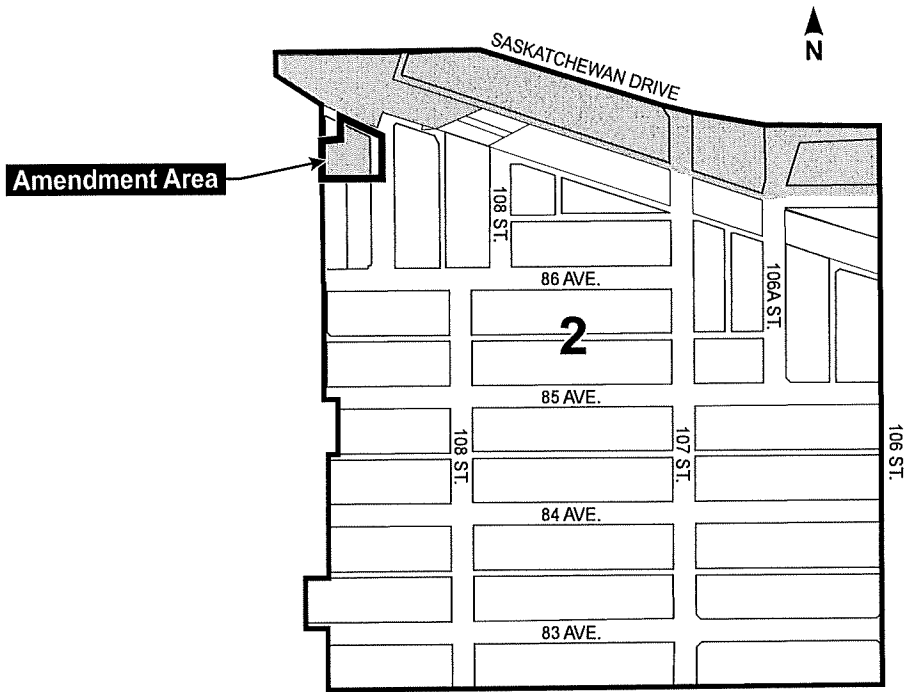 N
SASKATCHEWAN DRIVE
Amendment Area
108 ST.
106A ST.
86 AVE.
2
85 AVE.
108 ST.
107 ST.
106 ST.
84 AVE.
83 AVE.